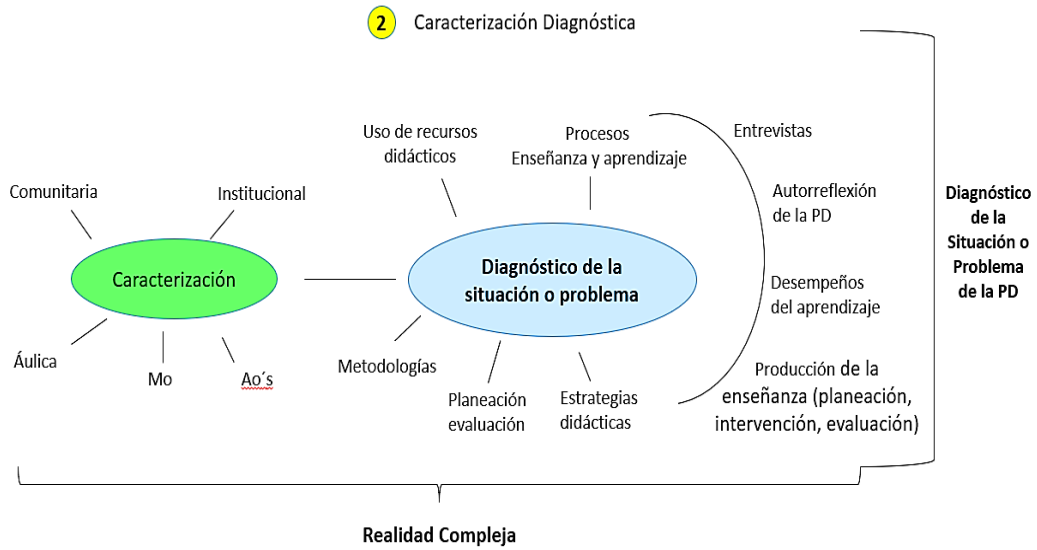 2 Caracterización Diagnóstica
Comunitaria
Institucional
Caracterización
Áulica
Mo
Ao´s
Uso de recursos
didácticos
Procesos
Enseñanza y aprendizaje
Diagnóstico de la
situación o problema
Metodologías
Planeación
evaluación
Estrategias
didácticas
Entrevistas
Autorreflexión
de la PD
Desempeños
del aprendizaje
Producción de la
enseñanza (planeación,
intervención, evaluación)
Diagnóstico
de la
Situación o
Problema
de la PD
Realidad Compleja